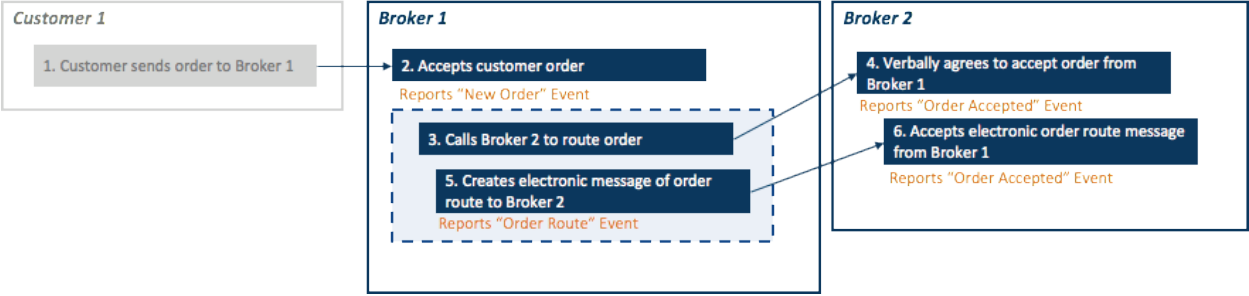 Customer 1
1. Customer sends order to Broker 1
Broker 1
2. Accepts customer order
Reports "New Order" Event
3. Calls Broker 2 to route order
5. Creates electronic message of order
route to Broker 2
Reports "Order Route" Event
Broker 2
4. Verbally agrees to accept order from
Broker 1
Reports "Order Accepted" Event
6. Accepts electronic order route message
from Broker 1
Reports "Order Accepted" Event